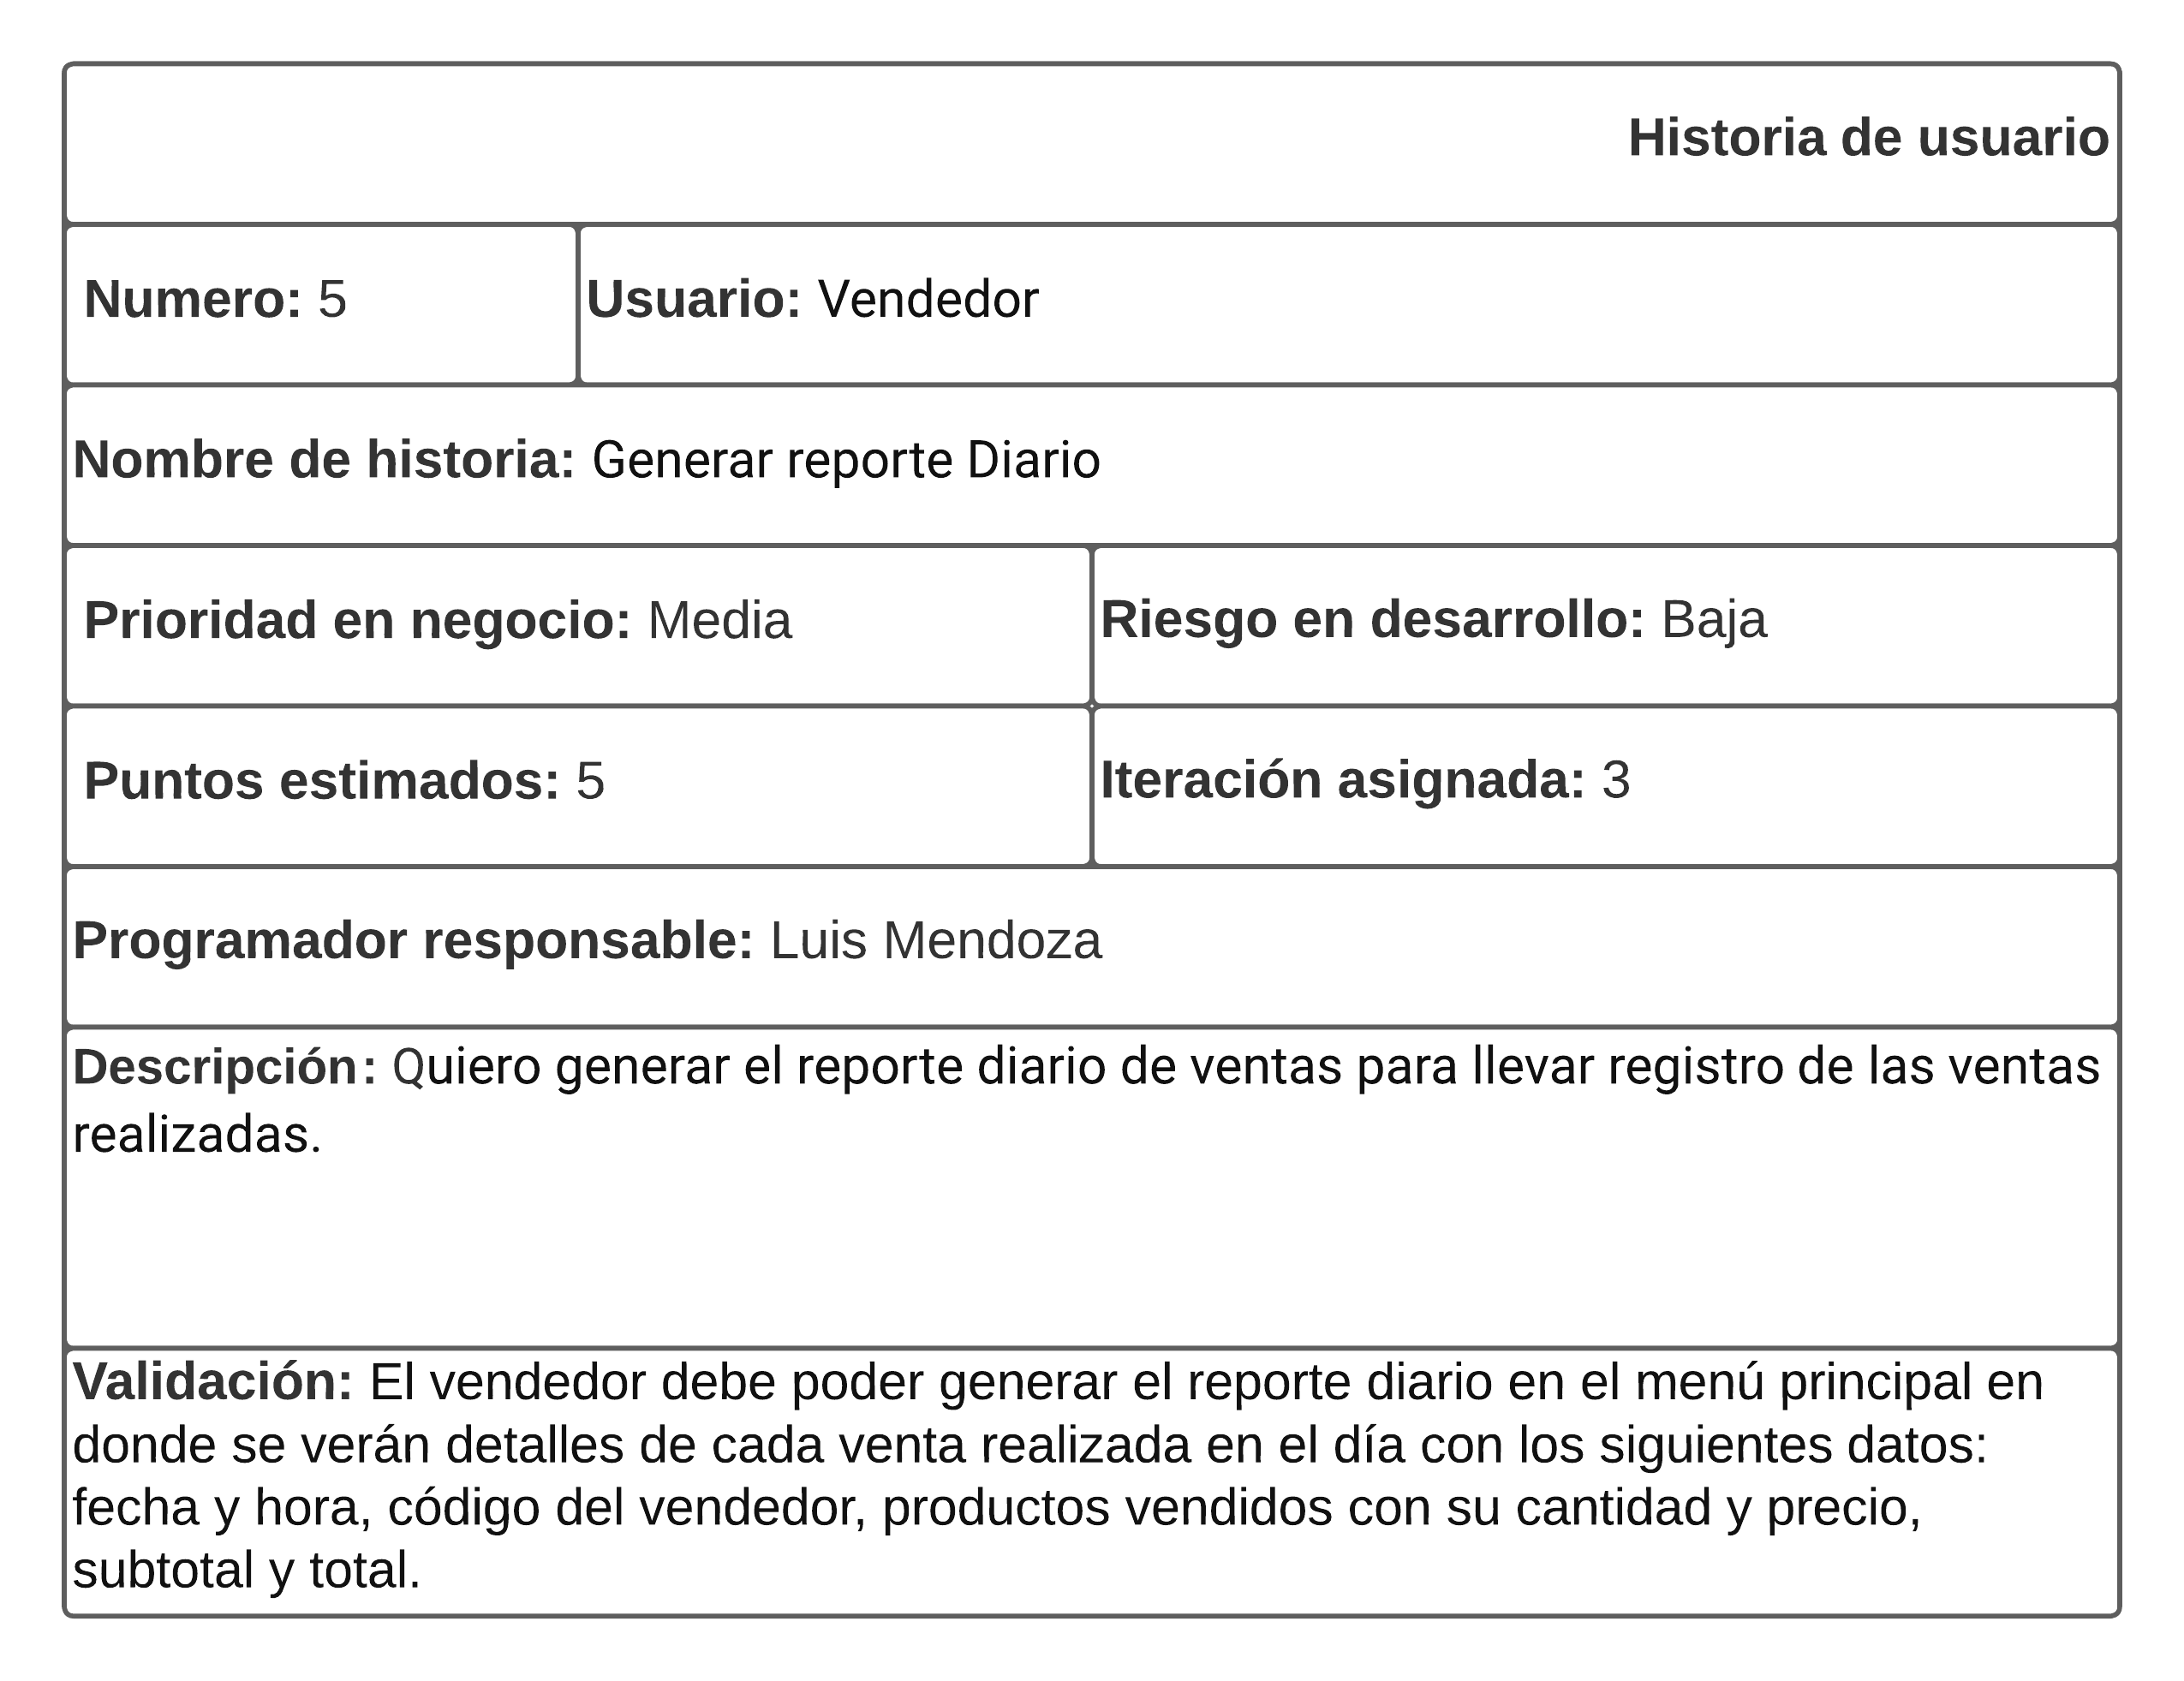 Historia de usuario
Numero: 5
Usuario: Vendedor
Nombre de historia: Generar reporte Diario
Prioridad en negocio: Media
Riesgo en desarrollo: Baja
Puntos estimados: 5
Iteración asignada: 3
Programador responsable: Luis Mendoza
Descripción: Quiero generar el reporte diario de ventas para llevar registro de las ventas
realizadas.
Validación: El vendedor debe poder generar el reporte diario en el menú principal en
donde se verán detalles de cada venta realizada en el día con los siguientes datos:
fecha y hora, código del vendedor, productos vendidos con su cantidad y precio,
subtotal y total.